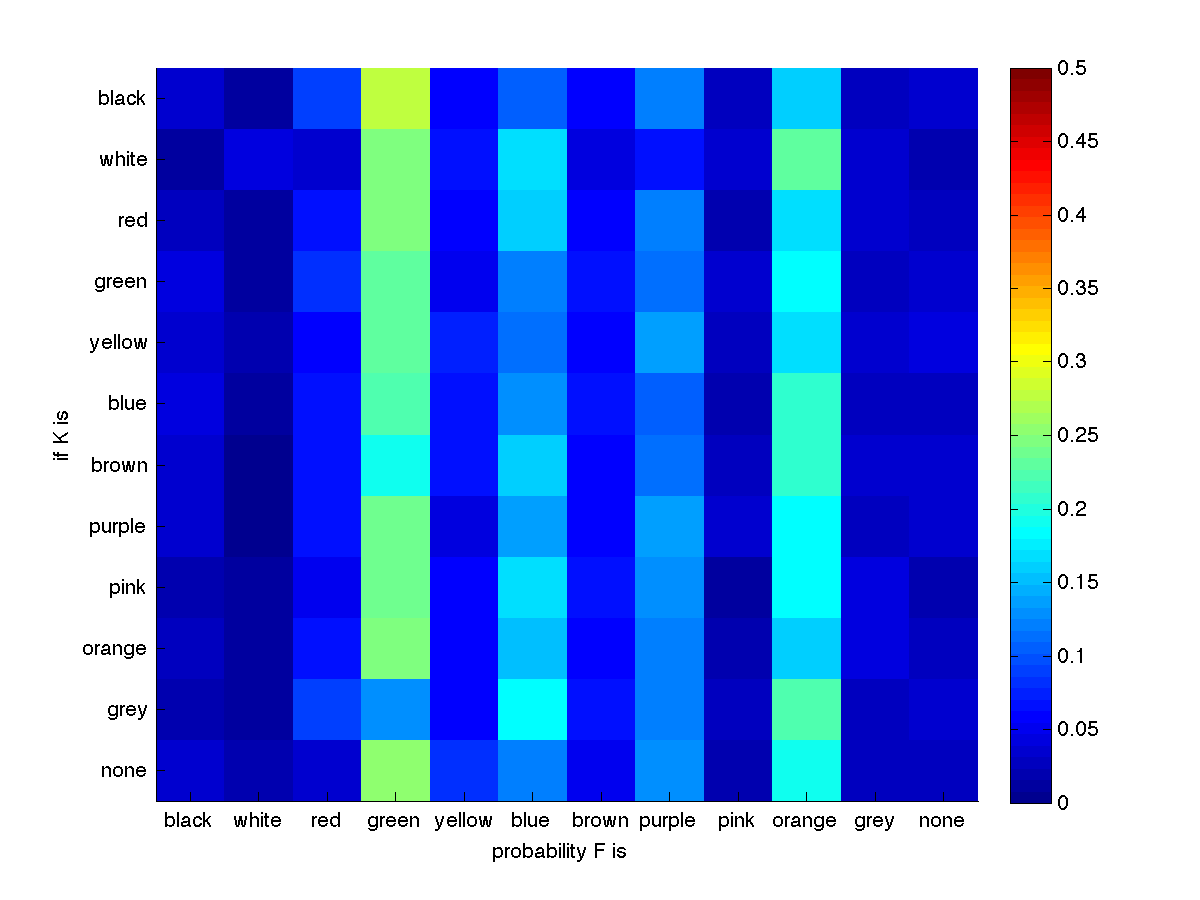 black
white
red
green
yellow
blue
brown
purple
pink
orange
grey
none
if K is
black white red green yellow blue brown purple pink orange grey none
probability F is
0.5
0.45
0.4
0.35
0.3
0.25
0.2
0.15
0.1
0.05
0